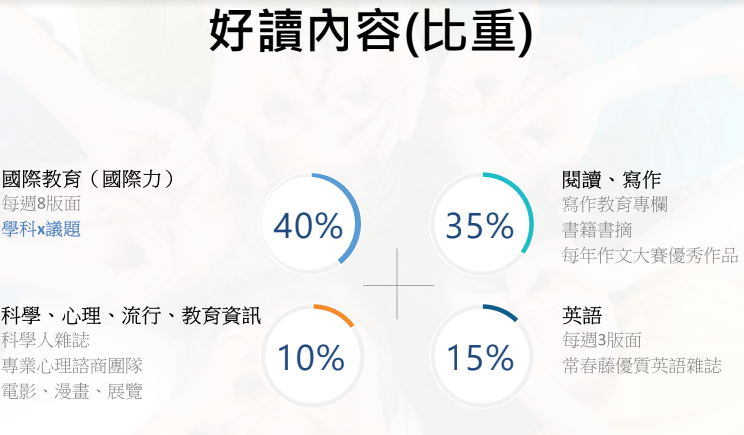 好讀內容(比重)
國際教育（國際力）
每週8版面
學科x議題
40%
35%
閱讀、寫作
寫作教育專欄
書籍書摘
每年作文大賽優秀作品
科學、心理、流行、教育資訊
科學人雜誌
專業心理諮商團隊
電影、漫畫、展覽
10%
15%
英語
每週3版面
常春藤優質英語雜誌